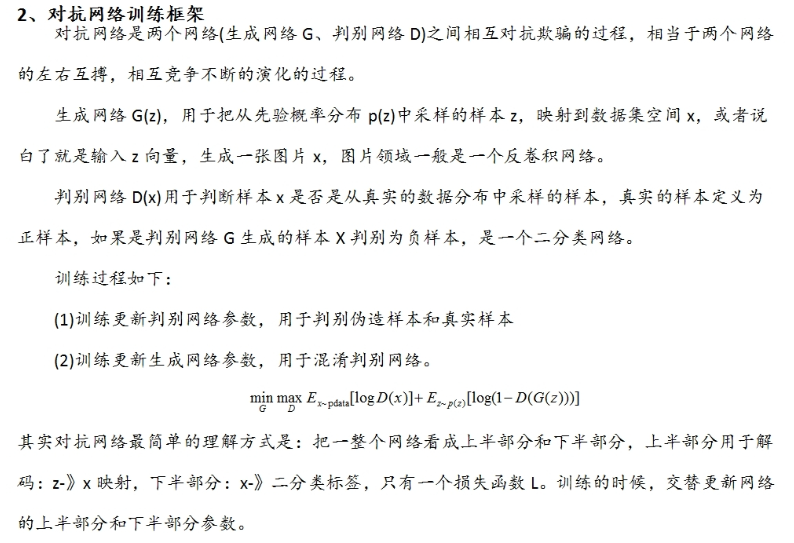 2、对抗网络训练框架
对抗网络是两个网络(生成网络 G、判别网络 D)之间相互对抗欺骗的过程，相当于两个网络
的左右互搏，相互竞争不断的演化的过程。
生成网络 G(z)，用于把从先验概率分布 p(z)中采样的样本 z，映射到数据集空间 x，或者说
白了就是输入 z 向量，生成一张图片 x，图片领域一般是一个反卷积网络。
判别网络 D(x)用于判断样本 x 是否是从真实的数据分布中采样的样本，真实的样本定义为
正样本，如果是判别网络 G 生成的样本 X 判别为负样本，是一个二分类网络。
训练过程如下：
(1)训练更新判别网络参数，用于判别伪造样本和真实样本
(2)训练更新生成网络参数，用于混淆判别网络。
min_G max_D E_{x~pdata}[log D(x)]+ E_{z~p(z)}[log(1− D(G(z)))]
其实对抗网络最简单的理解方式是：把一整个网络看成上半部分和下半部分，上半部分用于解
码：z-》x 映射，下半部分：x-》二分类标签，只有一个损失函数 L。训练的时候，交替更新网络
的上半部分和下半部分参数。